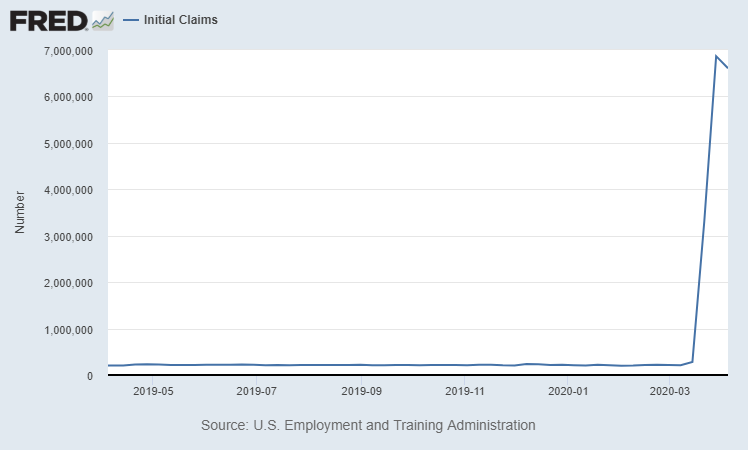 FRED
Initial Claims
7,000,000
6,000,000
5,000,000
4,000,000
3,000,000
2,000,000
1,000,000
0
Number
2019-05 2019-07 2019-09 2019-11 2020-01 2020-03
Source: U.S. Employment and Training Administration